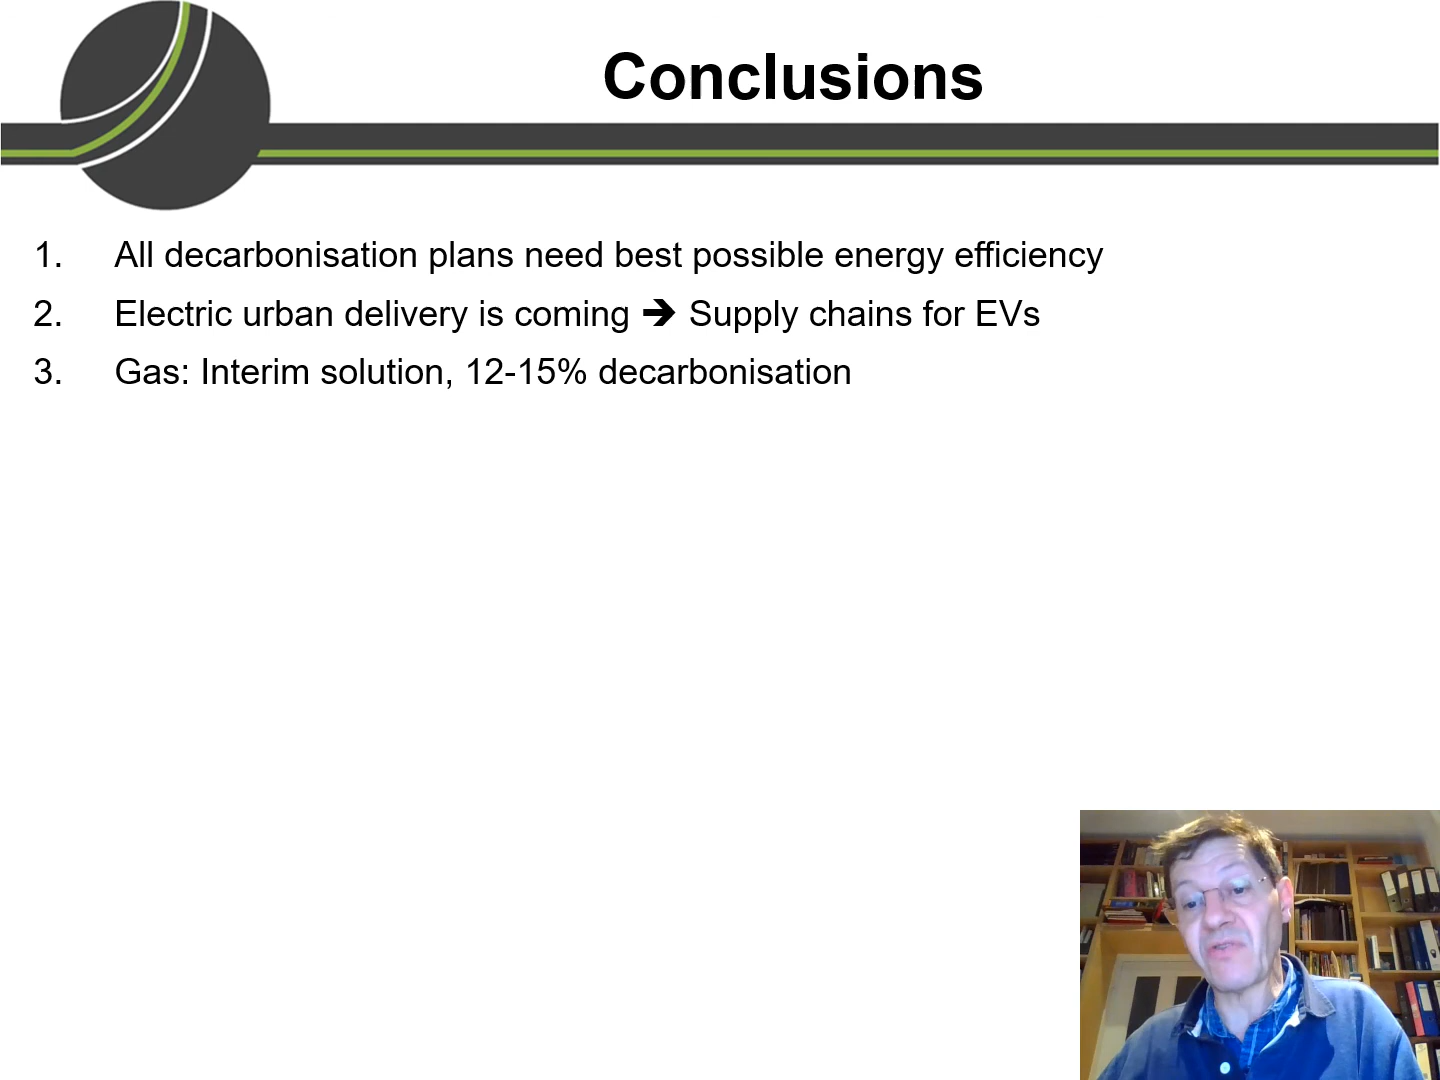 Conclusions
1. All decarbonisation plans need best possible energy efficiency
2. Electric urban delivery is coming 🡺 Supply chains for EVs
3. Gas: Interim solution, 12-15% decarbonisation